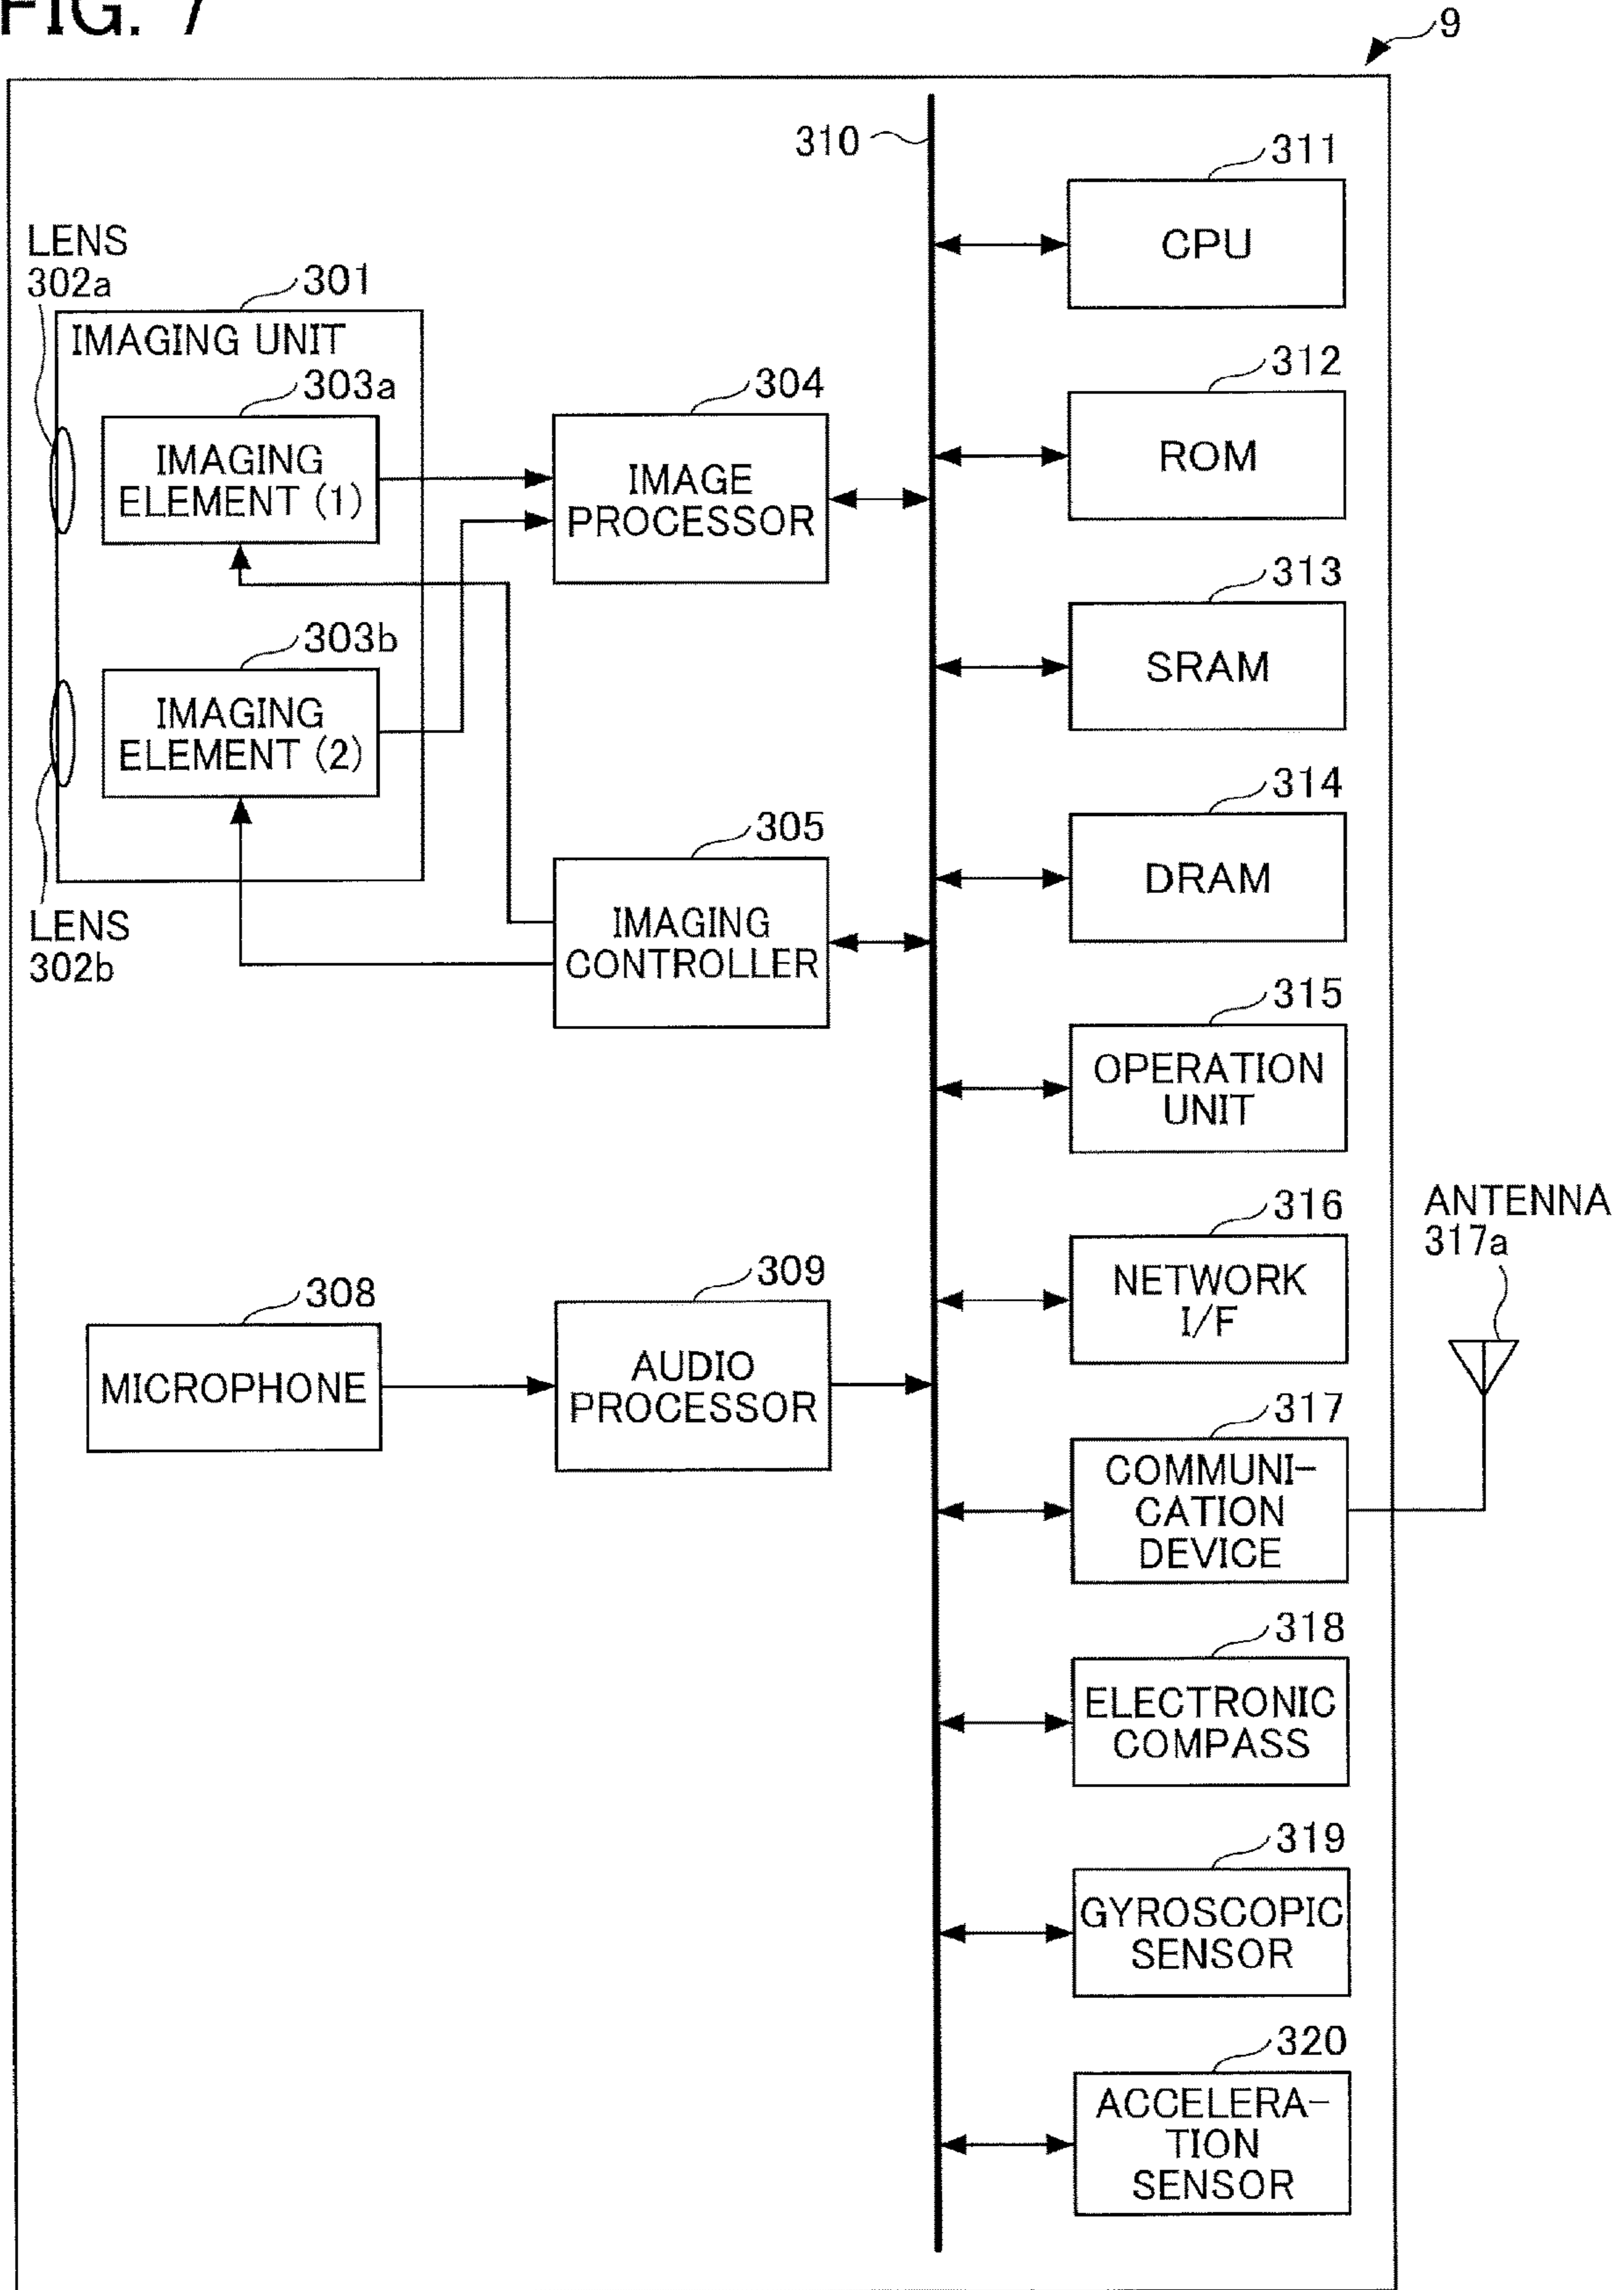 FIG. 7
9
310
311
CPU
LENS
302a
301
IMAGING UNIT
303a
IMAGING
ELEMENT (1)
304
IMAGE
PROCESSOR
312
ROM
313
SRAM
303b
IMAGING
ELEMENT (2)
314
DRAM
305
IMAGING
CONTROLLER
LENS
302b
315
OPERATION
UNIT
316
NETWORK
I/F
ANTENNA
317a
308
MICROPHONE
309
AUDIO
PROCESSOR
317
COMMUNI-
CATION
DEVICE
318
ELECTRONIC
COMPASS
319
GYROSCOPIC
SENSOR
320
ACCELERA-
TION
SENSOR